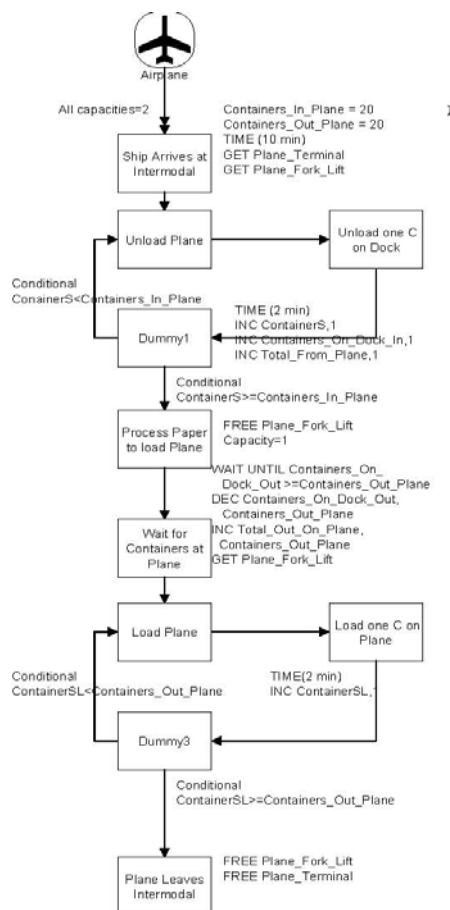 Airplane
All capacities=2
Containers_In_Plane = 20
Containers_Out_Plane = 20
TIME (10 min)
GET Plane_Terminal
GET Plane_Fork_Lift
Ship Arrives at
Intermodal
Unload Plane
Unload one C
on Dock
Conditional
ConainerS<Containers_In_Plane
TIME (2 min)
INC ContainerS,1
INC Containers_On_Dock_In,1
INC Total_From_Plane,1
Dummy1
Conditional
ContainerS>=Containers_In_Plane
Process Paper
to load Plane
FREE Plane_Fork_Lift
Capacity=1
WAIT UNTIL Containers_On_
Dock_Out >=Containers_Out_Plane
DEC Containers_On_Dock_Out,
Containers_Out_Plane
INC Total_Out_On_Plane,
Containers_Out_Plane
GET Plane_Fork_Lift
Wait for
Containers at
Plane
Load Plane
Load one C on
Plane
Conditional
ContainerSL<Containers_Out_Plane
TIME(2 min)
INC ContainerSL,1
Dummy3
Conditional
ContainerSL>=Containers_Out_Plane
Plane Leaves
Intermodal
FREE Plane_Fork_Lift
FREE Plane_Terminal